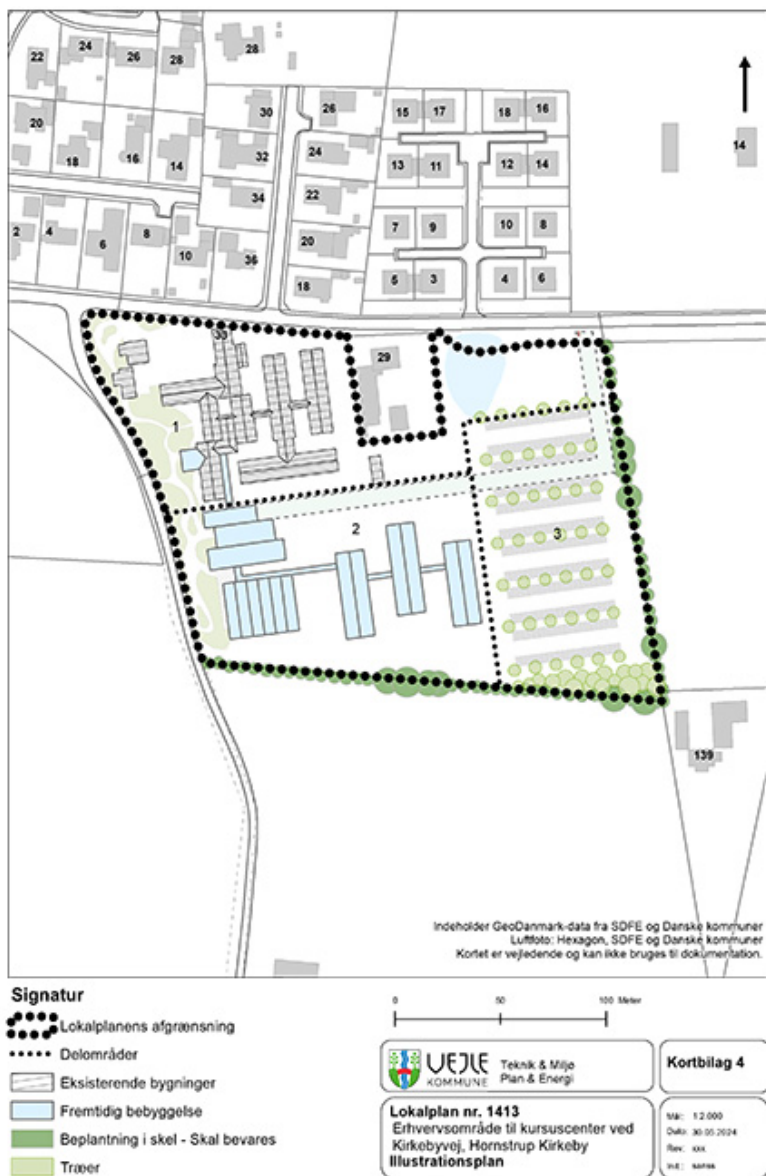 28
24
26
28
22
20
18
16
14
30
32
34
36
2
4
6
8
10
26
24
22
20
18
15
17
18
16
13
11
12
14
7
9
10
8
5
3
4
6
14
30
29
1
2
3
139
Indeholder GeoDanmark-data fra SDFE og Danske kommuner
Luftfoto: Hexagon, SDFE og Danske kommuner
Kortet er vejledende og kan ikke bruges til dokumentation.
Signatur
Lokalplanens afgrænsning
Delområder
Eksisterende bygninger
Fremtidig bebyggelse
Beplantning i skel - Skal bevares
Træer
0 50 100 Meter
VEJLE
KOMMUNE
Teknik & Miljø
Plan & Energi
Kortbilag 4
Lokalplan nr. 1413
Erhvervsområde til kursuscenter ved
Kirkebyvej, Hornstrup Kirkeby
Illustrationsplan
Mål: 1:2.000
Dato: 30.05.2024
Rev.: xxx
Init.: